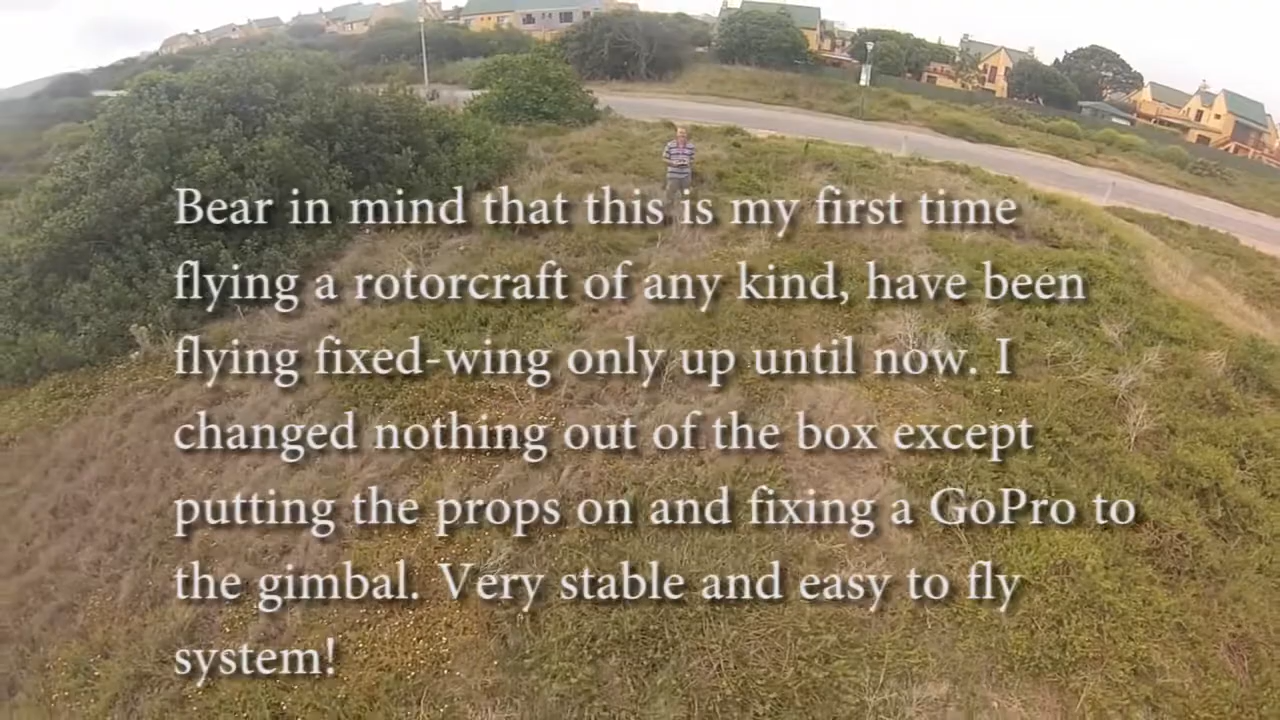 Bear in mind that this is my first time
flying a rotorcraft of any kind, have been
flying fixed-wing only up until now. I
changed nothing out of the box except
putting the props on and fixing a GoPro to
the gimbal. Very stable and easy to fly
system!